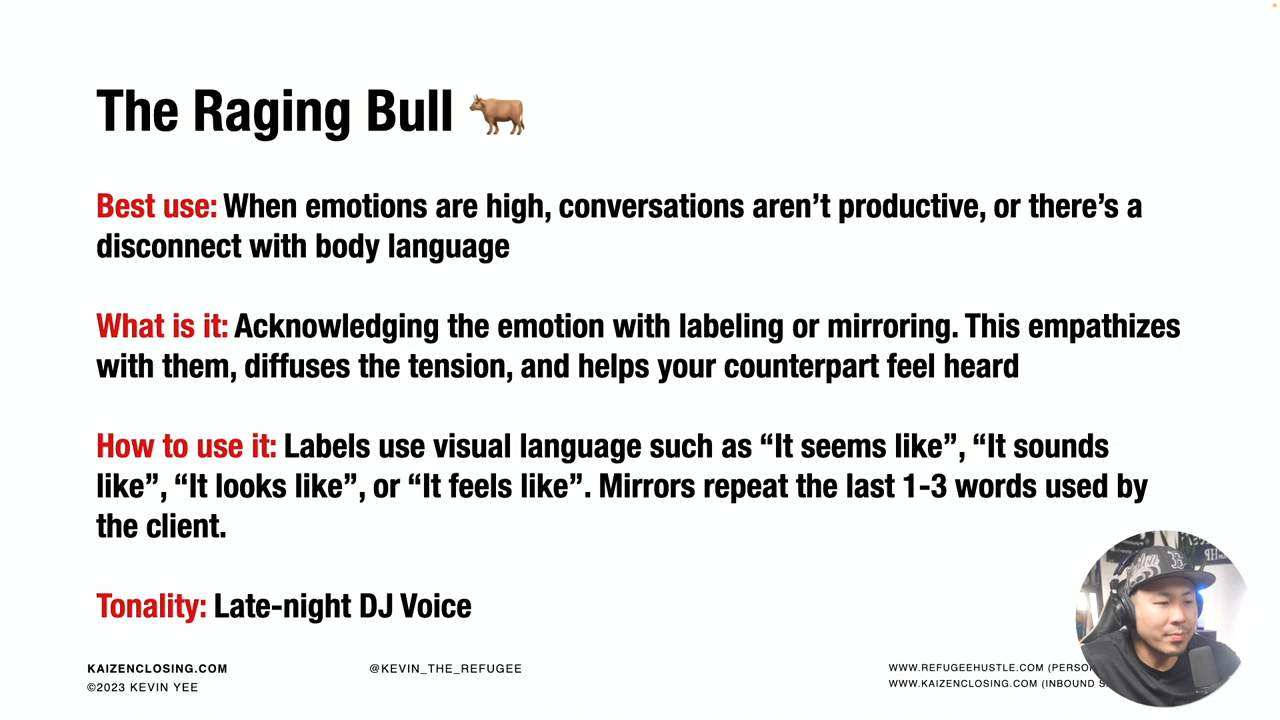 The Raging Bull
Best use: When emotions are high, conversations aren’t productive, or there’s a
disconnect with body language
What is it: Acknowledging the emotion with labeling or mirroring. This empathizes
with them, diffuses the tension, and helps your counterpart feel heard
How to use it: Labels use visual language such as “It seems like”, “It sounds
like”, “It looks like”, or “It feels like”. Mirrors repeat the last 1-3 words used by
the client.
Tonality: Late-night DJ Voice
KAIZENCLOSING.COM
©2023 KEVIN YEE
@KEVIN_THE_REFUGEE
WWW.REFUGEEHUSTLE.COM
WWW.KAIZENCLOSING.COM (INBOUND